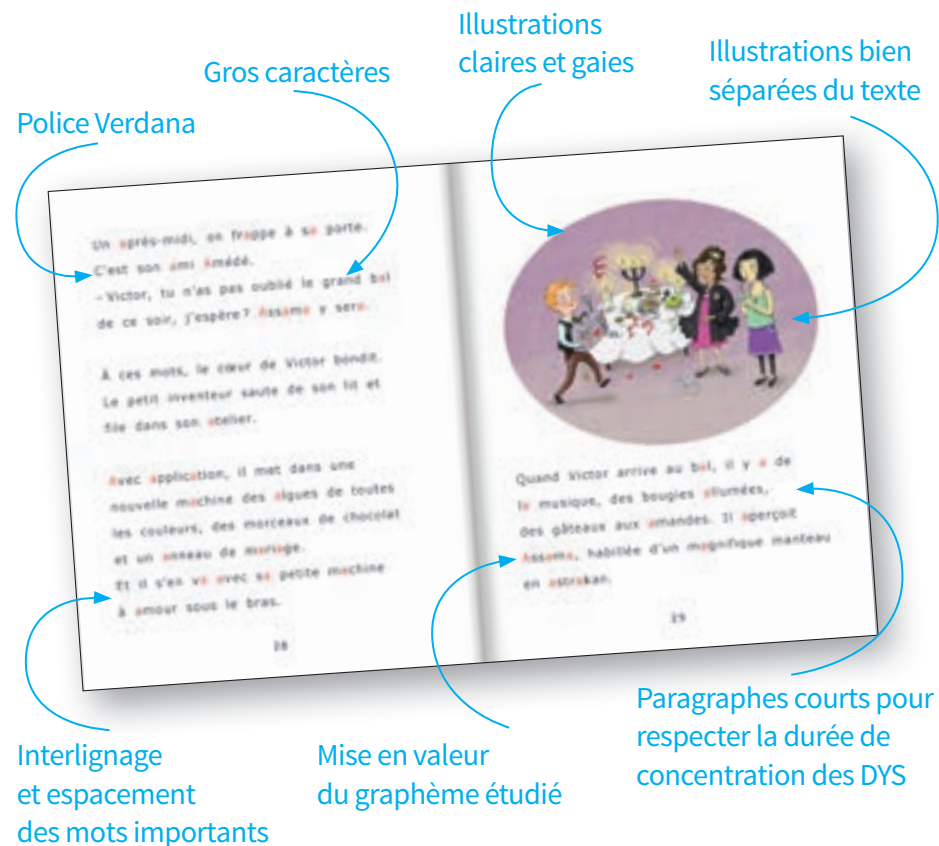 Illustrations
claires et gaies
Illustrations bien
séparées du texte
Gros caractères
Police Verdana
Un après-midi, on frappe à sa porte.
C'est son ami Amédé.
– Victor, tu n'as pas oublié le grand bal
de ce soir, j'espère ? Assama y sera.
À ces mots, le cœur de Victor bondit.
Le petit inventeur saute de son lit et
file dans son atelier.
Avec application, il met dans une
nouvelle machine des algues de toutes
les couleurs, des morceaux de chocolat
et un anneau de mariage.
Et il s'en va avec sa petite machine
à amour sous le bras.
28
Quand Victor arrive au bal, il y a de
la musique, des bougies allumées,
des gâteaux aux amandes. Il aperçoit
Assama, habillée d'un magnifique manteau
en astrakan.
29
Interlignage
et espacement
des mots importants
Mise en valeur
du graphème étudié
Paragraphes courts pour
respecter la durée de
concentration des DYS